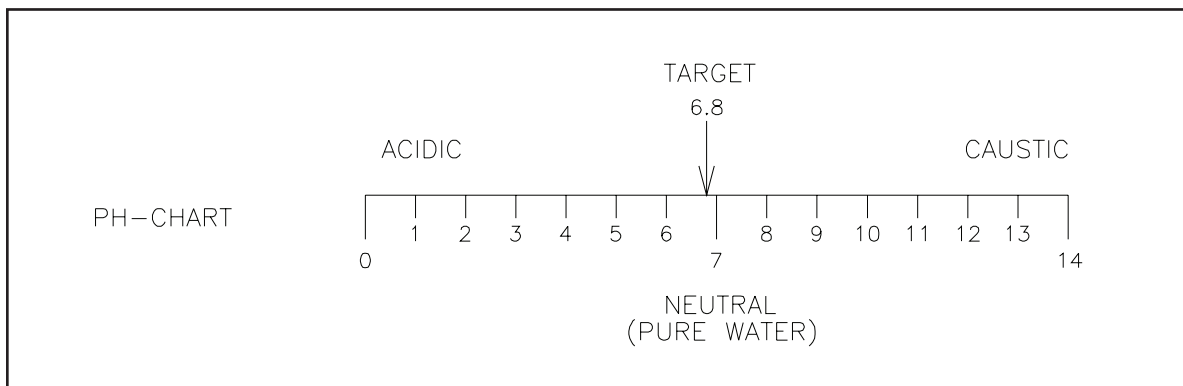 TARGET
6.8
ACIDIC
CAUSTIC
PH-CHART
1 2 3 4 5 6 8 9 10 11 12 13
0 7 14
NEUTRAL
(PURE WATER)